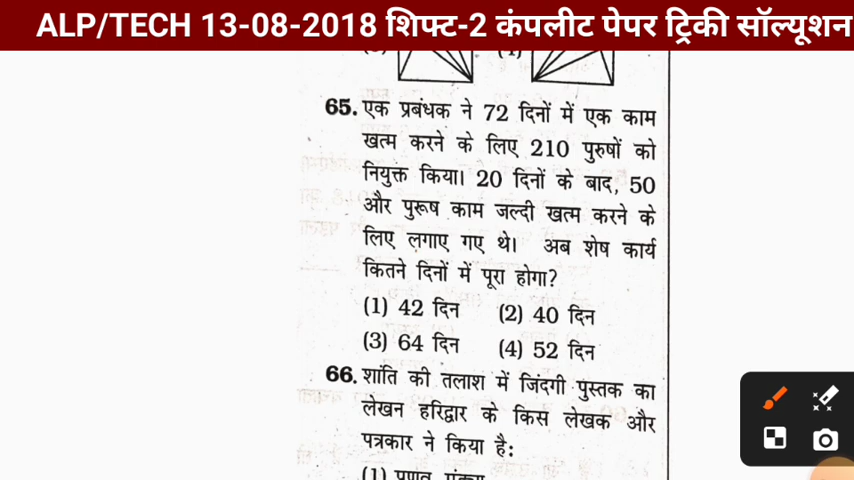 ALP/TECH 13-08-2018 शिफ्ट-2 कंपलीट पेपर ट्रिकी सॉल्यूशन
65. एक प्रबंधक ने 72 दिनों में एक काम
खत्म करने के लिए 210 पुरुषों को
नियुक्त किया। 20 दिनों के बाद, 50
और पुरूष काम जल्दी खत्म करने के
लिए लगाए गए थे। अब शेष कार्य
कितने दिनों में पूरा होगा?
(1) 42 दिन (2) 40 दिन
(3) 64 दिन (4) 52 दिन
66. शांति की तलाश में जिंदगी पुस्तक का
लेखन हरिद्वार के किस लेखक और
पत्रकार ने किया है:
(1)